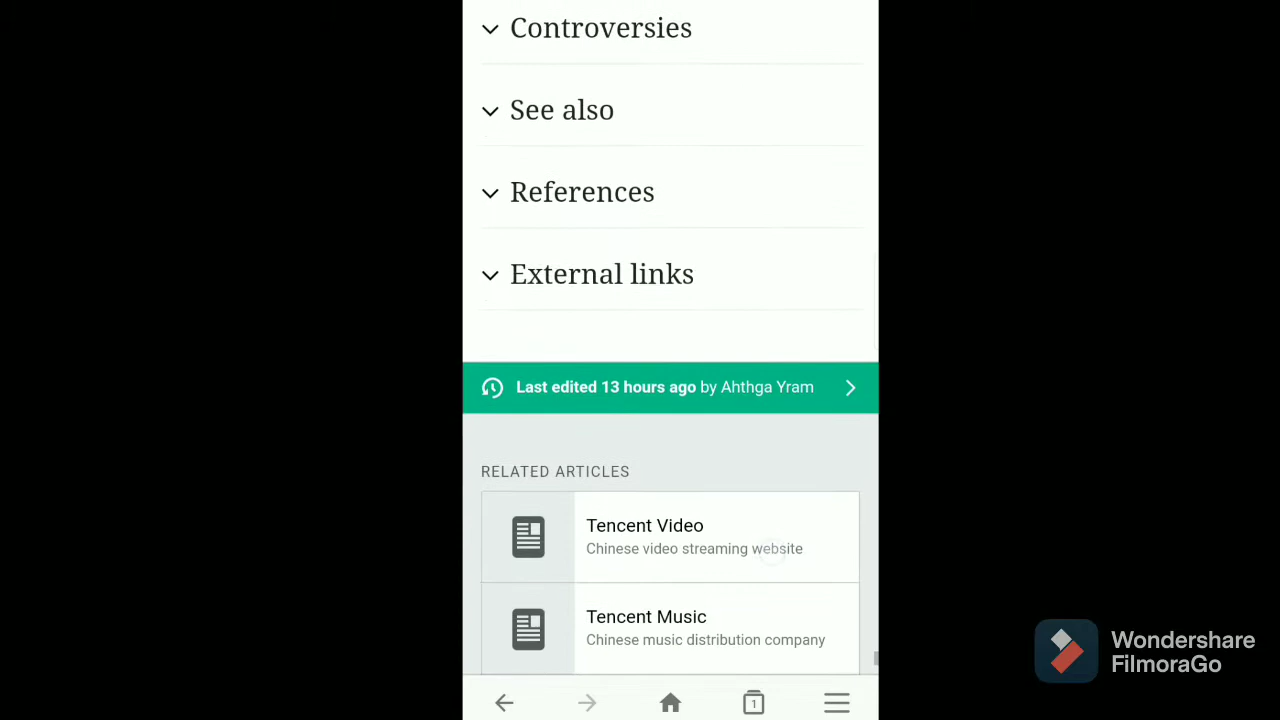 Controversies
See also
References
External links
Last edited 13 hours ago by Ahthga Yram
RELATED ARTICLES
Tencent Video
Chinese video streaming website
Tencent Music
Chinese music distribution company
1
Wondershare
FilmoraGo